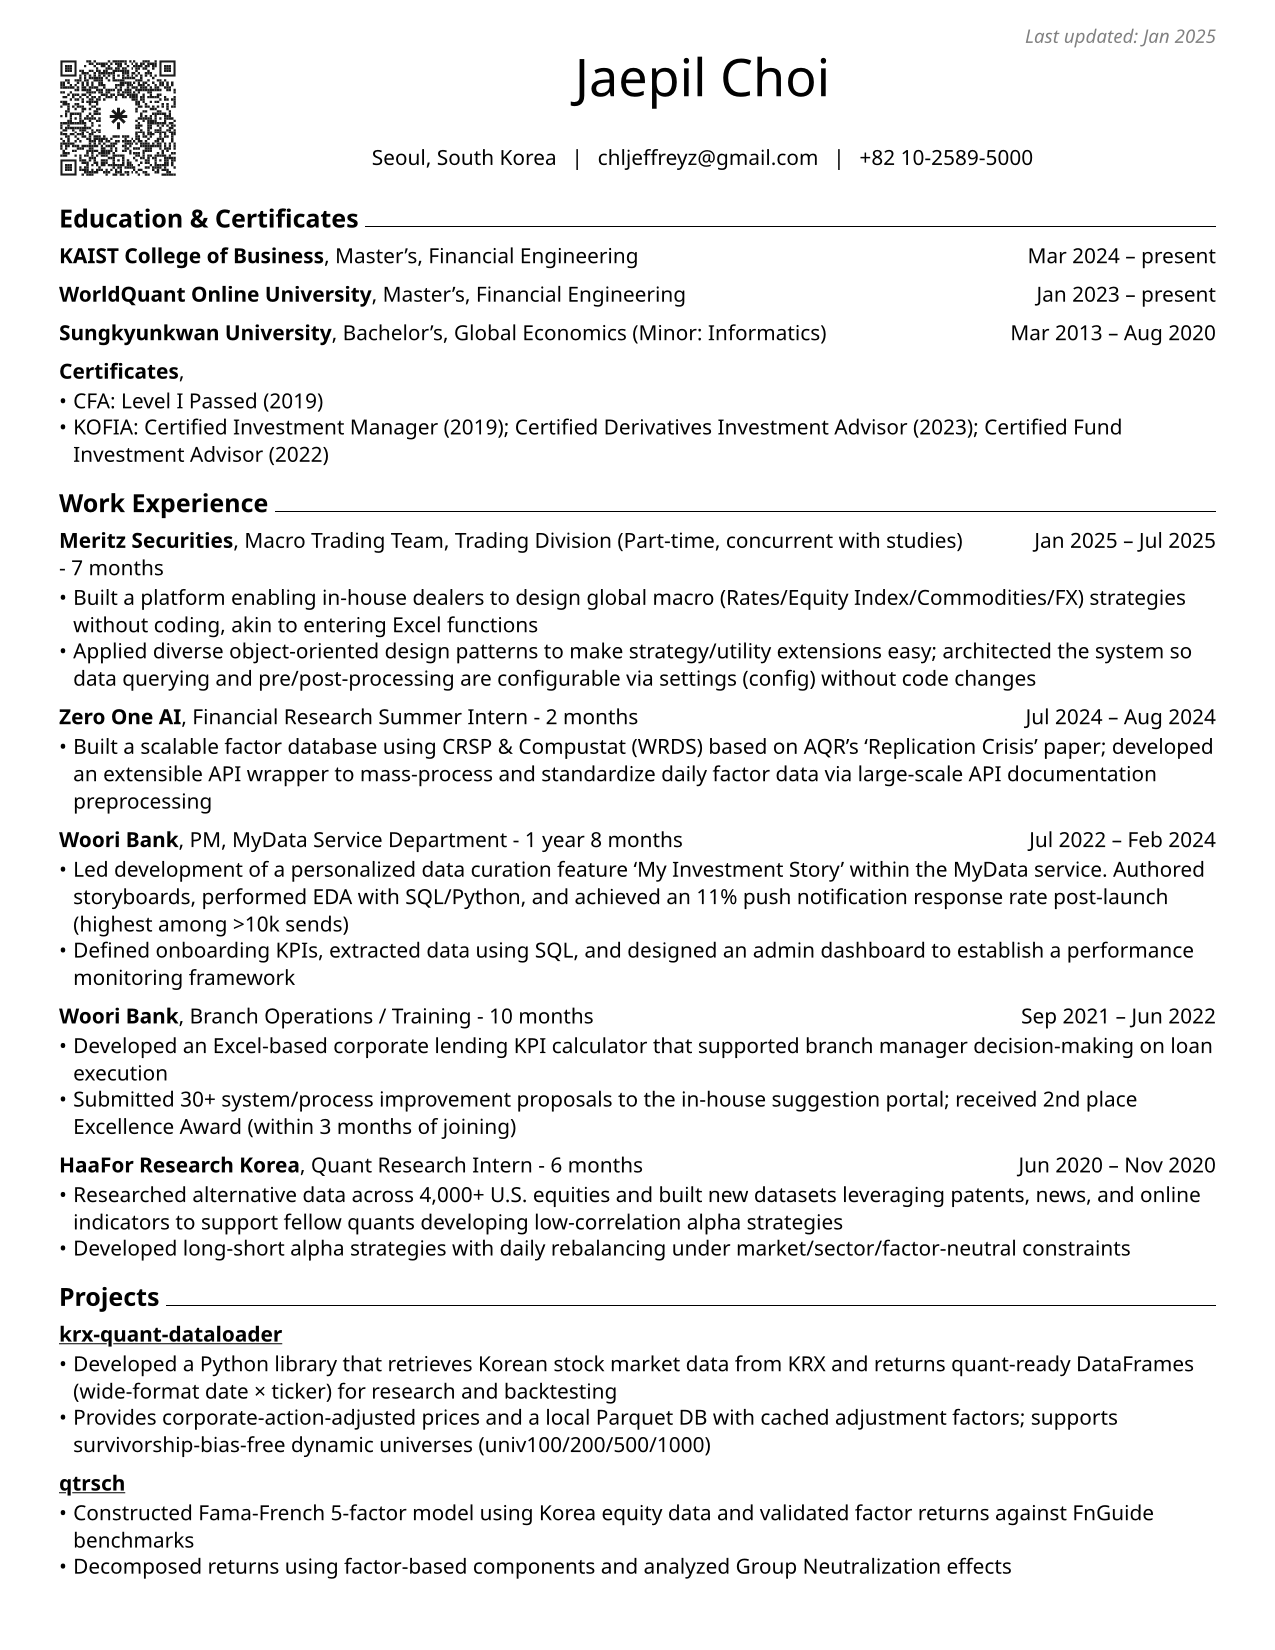 Last updated: Jan 2025
Jaepil Choi
Seoul, South Korea | chljeffreyz@gmail.com | +82 10-2589-5000
Education & Certificates
KAIST College of Business, Master’s, Financial Engineering Mar 2024 – present
WorldQuant Online University, Master’s, Financial Engineering Jan 2023 – present
Sungkyunkwan University, Bachelor’s, Global Economics (Minor: Informatics) Mar 2013 – Aug 2020
Certificates,
• CFA: Level I Passed (2019)
• KOFIA: Certified Investment Manager (2019); Certified Derivatives Investment Advisor (2023); Certified Fund
Investment Advisor (2022)
Work Experience
Meritz Securities, Macro Trading Team, Trading Division (Part-time, concurrent with studies) Jan 2025 – Jul 2025
- 7 months
• Built a platform enabling in-house dealers to design global macro (Rates/Equity Index/Commodities/FX) strategies
without coding, akin to entering Excel functions
• Applied diverse object-oriented design patterns to make strategy/utility extensions easy; architected the system so
data querying and pre/post-processing are configurable via settings (config) without code changes
Zero One AI, Financial Research Summer Intern - 2 months Jul 2024 – Aug 2024
• Built a scalable factor database using CRSP & Compustat (WRDS) based on AQR’s ‘Replication Crisis’ paper; developed
an extensible API wrapper to mass-process and standardize daily factor data via large-scale API documentation
preprocessing
Woori Bank, PM, MyData Service Department - 1 year 8 months Jul 2022 – Feb 2024
• Led development of a personalized data curation feature ‘My Investment Story’ within the MyData service. Authored
storyboards, performed EDA with SQL/Python, and achieved an 11% push notification response rate post-launch
(highest among >10k sends)
• Defined onboarding KPIs, extracted data using SQL, and designed an admin dashboard to establish a performance
monitoring framework
Woori Bank, Branch Operations / Training - 10 months Sep 2021 – Jun 2022
• Developed an Excel-based corporate lending KPI calculator that supported branch manager decision-making on loan
execution
• Submitted 30+ system/process improvement proposals to the in-house suggestion portal; received 2nd place
Excellence Award (within 3 months of joining)
HaaFor Research Korea, Quant Research Intern - 6 months Jun 2020 – Nov 2020
• Researched alternative data across 4,000+ U.S. equities and built new datasets leveraging patents, news, and online
indicators to support fellow quants developing low-correlation alpha strategies
• Developed long-short alpha strategies with daily rebalancing under market/sector/factor-neutral constraints
Projects
krx-quant-dataloader
• Developed a Python library that retrieves Korean stock market data from KRX and returns quant-ready DataFrames
(wide-format date × ticker) for research and backtesting
• Provides corporate-action-adjusted prices and a local Parquet DB with cached adjustment factors; supports
survivorship-bias-free dynamic universes (univ100/200/500/1000)
qtrsch
• Constructed Fama-French 5-factor model using Korea equity data and validated factor returns against FnGuide
benchmarks
• Decomposed returns using factor-based components and analyzed Group Neutralization effects